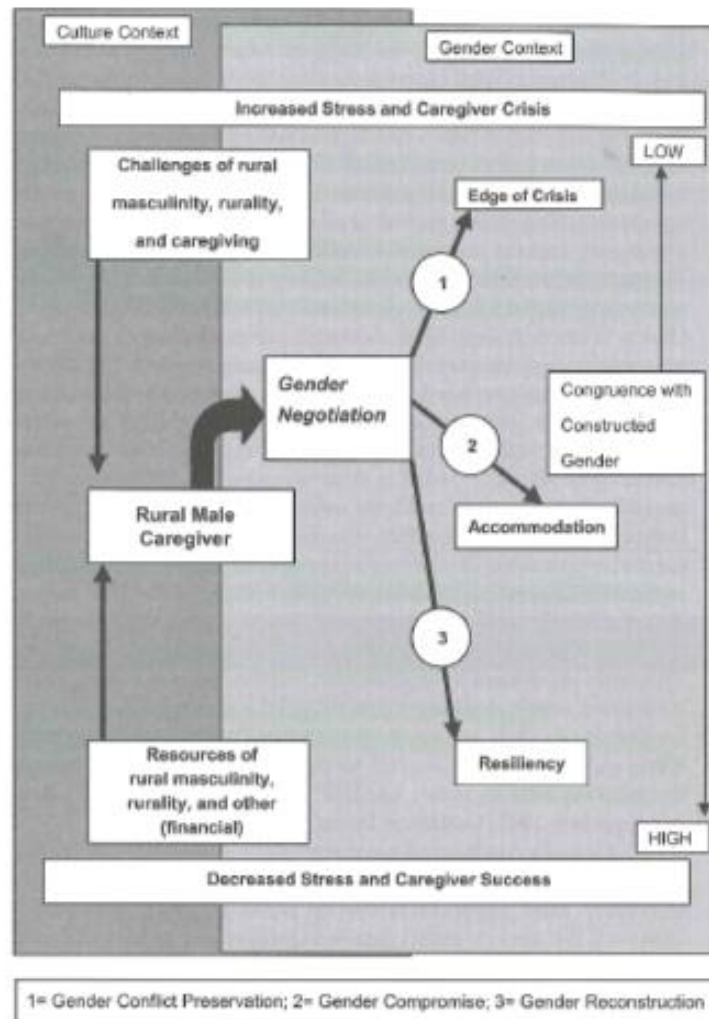 Culture Context
Gender Context
Increased Stress and Caregiver Crisis
LOW
Challenges of rural
masculinity, rurality,
and caregiving
Edge of Crisis
1
Gender
Negotiation
Congruence with
Constructed
Gender
2
Rural Male
Caregiver
Accommodation
3
Resources of
rural masculinity,
rurality, and other
(financial)
Resiliency
HIGH
Decreased Stress and Caregiver Success
1= Gender Conflict Preservation; 2= Gender Compromise; 3= Gender Reconstruction